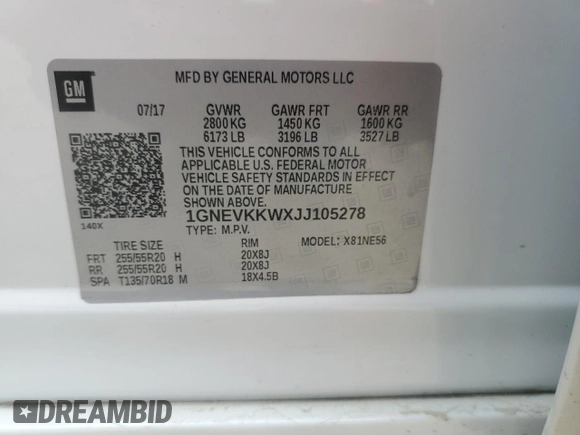 GM
MFD BY GENERAL MOTORS LLC
07/17 GVWR GAWR FRT GAWR RR
2800 KG 1450 KG 1600 KG
6173 LB 3196 LB 3527 LB
THIS VEHICLE CONFORMS TO ALL
APPLICABLE U.S. FEDERAL MOTOR
VEHICLE SAFETY STANDARDS IN EFFECT
ON THE DATE OF MANUFACTURE
SHOWN ABOVE.
1GNEVKKWXJJ105278
140X
TYPE: M.P.V. MODEL: X81NE56
TIRE SIZE RIM
FRT 255/55R20 H 20X8J
RR 255/55R20 H 20X8J
SPA T135/70R18 M 18X4.5B
DREAMBID